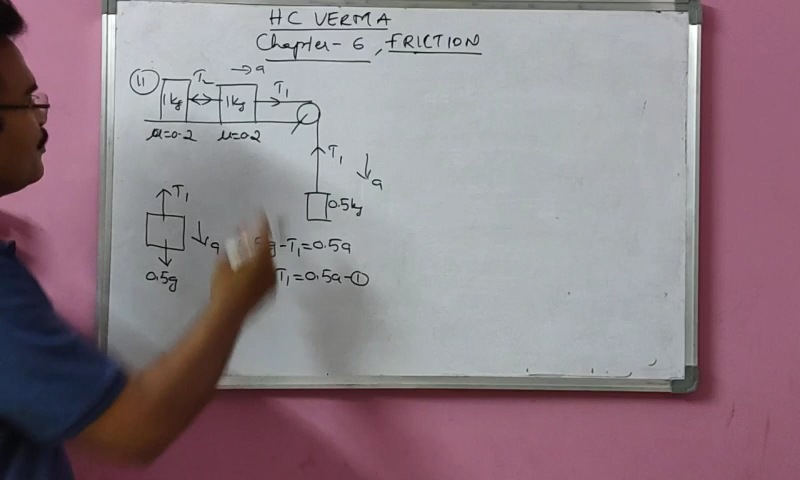 HC VERMA
Chapter-6, FRICTION
11 T2 → a T1
1kg 1kg
μ=0.2 μ=0.2
T1
a
0.5kg
T1
a
0.5g
g-T1=0.5a
T1=0.5a-①